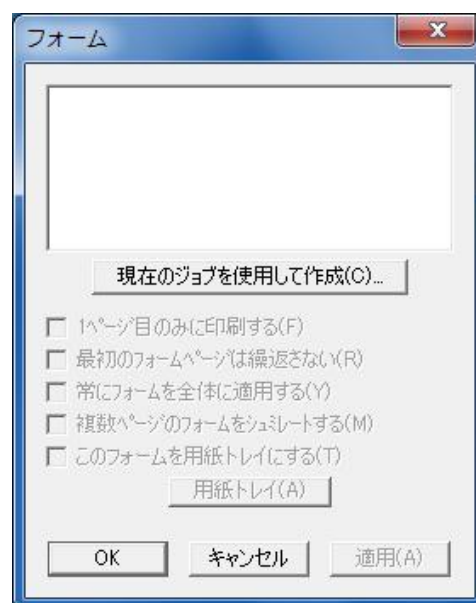 フォーム
現在のジョブを使用して作成(C)...
1ページ目のみに印刷する(F)
最初のフォームページは繰返さない(R)
常にフォームを全体に適用する(Y)
複数ページのフォームをシュミレートする(M)
このフォームを用紙トレイにする(T)
用紙トレイ(A)
OK キャンセル 適用(A)